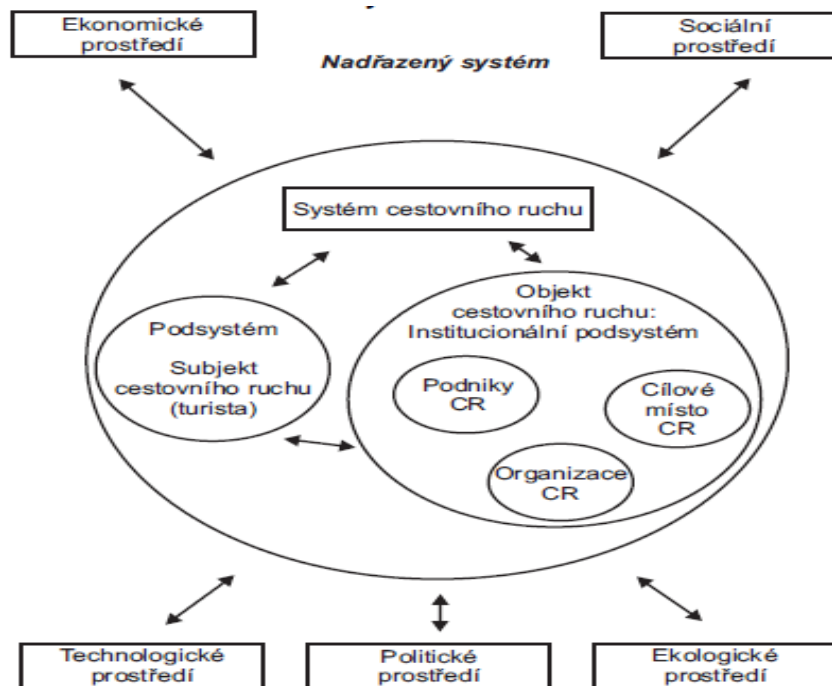 Ekonomické
prostředí
Sociální
prostředí
Nadřazený systém
Systém cestovního ruchu
Podsystém
Subjekt
cestovního ruchu
(turista)
Objekt
cestovního ruchu:
Institucionální podsystém
Podniky
CR
Cílové
místo
CR
Organizace
CR
Technologické
prostředí
Politické
prostředí
Ekologické
prostředí